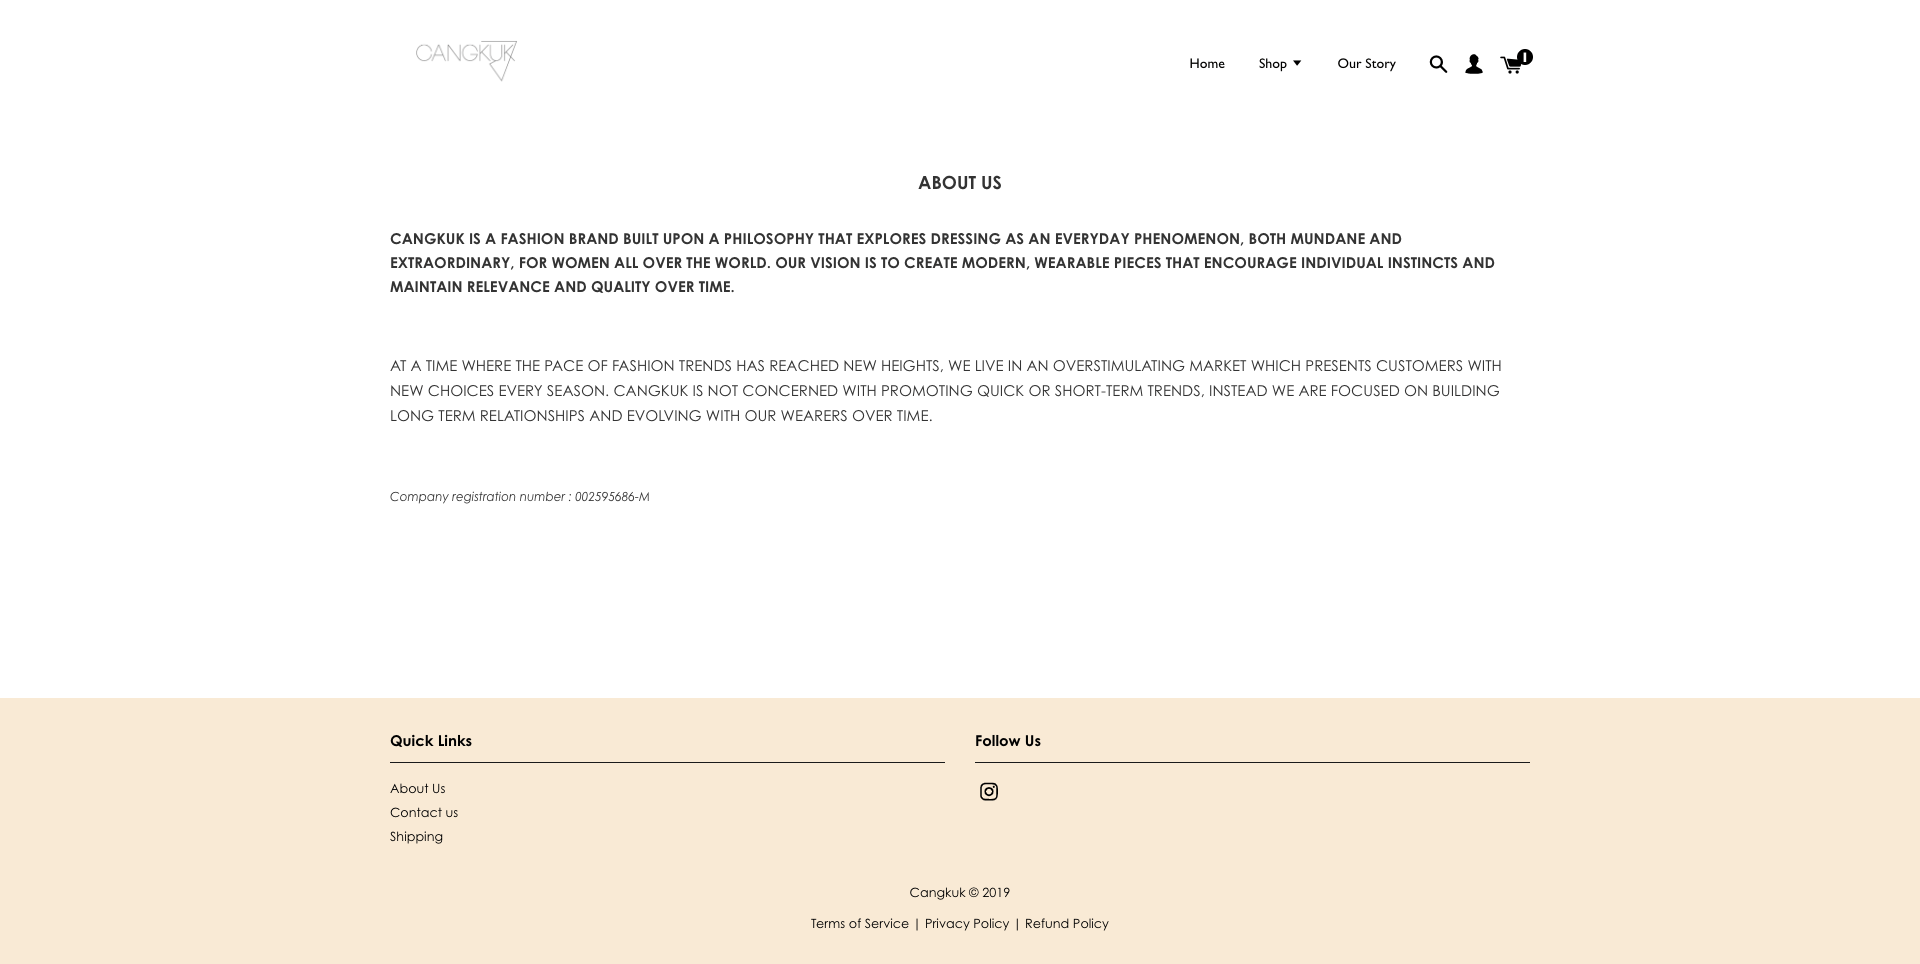 CANGKUK
Home
Shop
Our Story
1
ABOUT US
CANGKUK IS A FASHION BRAND BUILT UPON A PHILOSOPHY THAT EXPLORES DRESSING AS AN EVERYDAY PHENOMENON, BOTH MUNDANE AND
EXTRAORDINARY, FOR WOMEN ALL OVER THE WORLD. OUR VISION IS TO CREATE MODERN, WEARABLE PIECES THAT ENCOURAGE INDIVIDUAL INSTINCTS AND
MAINTAIN RELEVANCE AND QUALITY OVER TIME.
AT A TIME WHERE THE PACE OF FASHION TRENDS HAS REACHED NEW HEIGHTS, WE LIVE IN AN OVERSTIMULATING MARKET WHICH PRESENTS CUSTOMERS WITH
NEW CHOICES EVERY SEASON. CANGKUK IS NOT CONCERNED WITH PROMOTING QUICK OR SHORT-TERM TRENDS, INSTEAD WE ARE FOCUSED ON BUILDING
LONG TERM RELATIONSHIPS AND EVOLVING WITH OUR WEARERS OVER TIME.
Company registration number : 002595686-M
Quick Links
About Us
Contact us
Shipping
Follow Us
Cangkuk © 2019
Terms of Service | Privacy Policy | Refund Policy